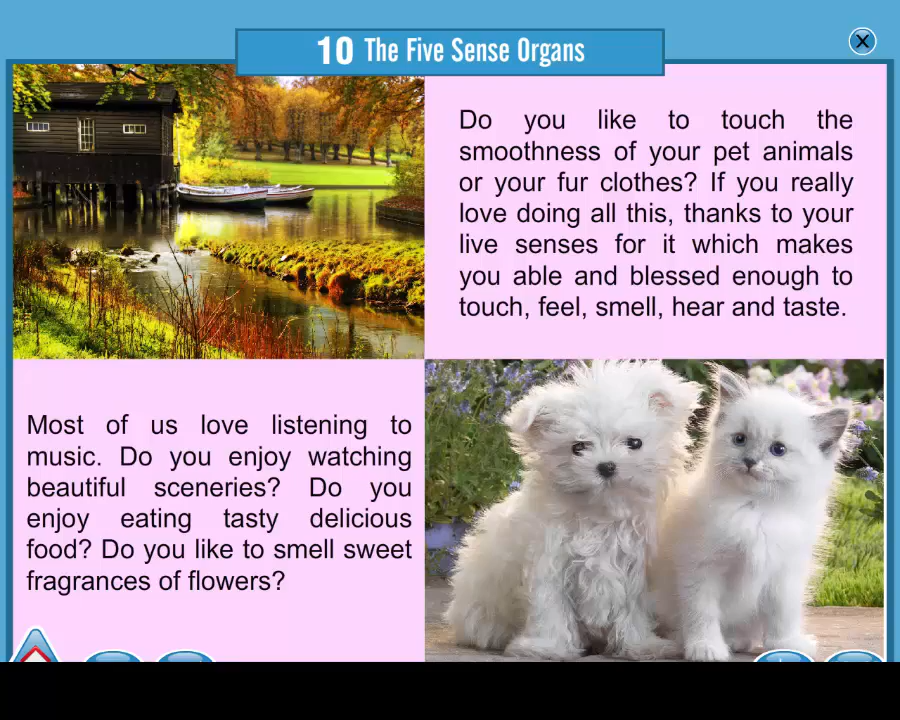 10 The Five Sense Organs
Do you like to touch the
smoothness of your pet animals
or your fur clothes? If you really
love doing all this, thanks to your
live senses for it which makes
you able and blessed enough to
touch, feel, smell, hear and taste.
Most of us love listening to
music. Do you enjoy watching
beautiful sceneries? Do you
enjoy eating tasty delicious
food? Do you like to smell sweet
fragrances of flowers?